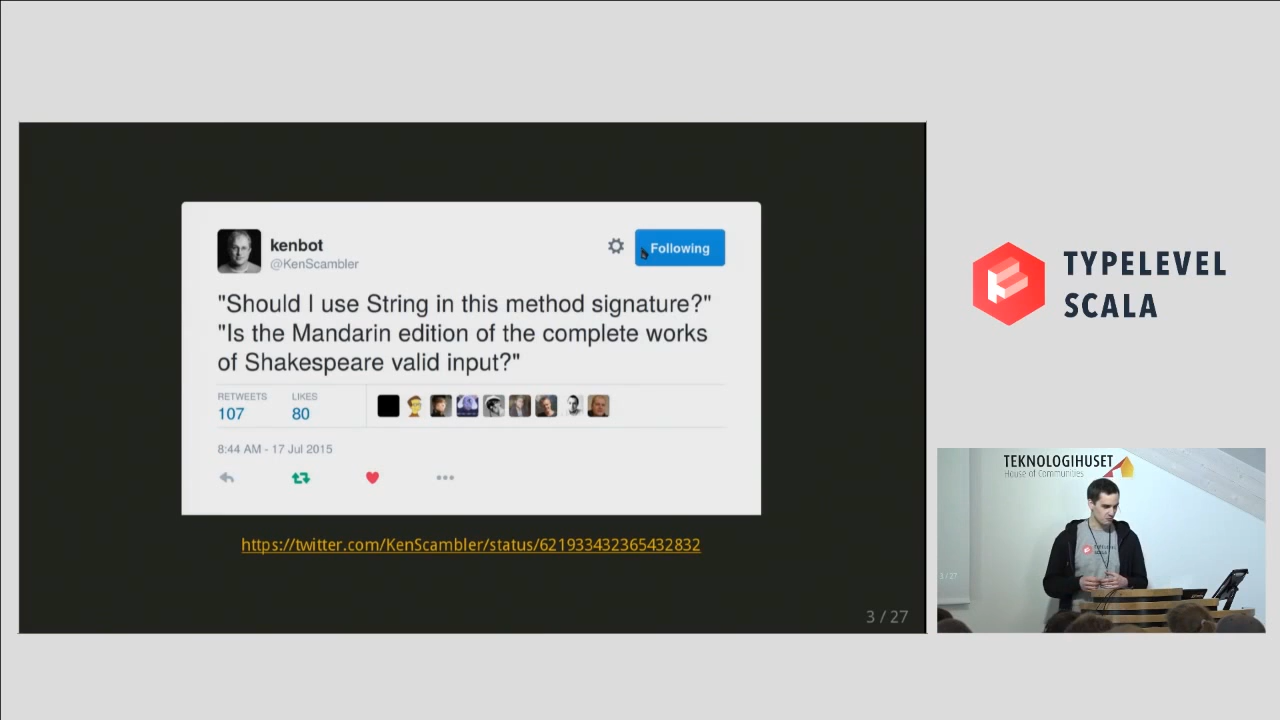 kenbot
@KenScambler
Following
"Should I use String in this method signature?"
"Is the Mandarin edition of the complete works
of Shakespeare valid input?"
RETWEETS
LIKES
107
80
8:44 AM - 17 Jul 2015
https://twitter.com/KenScambler/status/621933432365432832
3 / 27
TYPELEVEL
SCALA
TEKNOLOGIHUSET
House of Communities
3 / 27